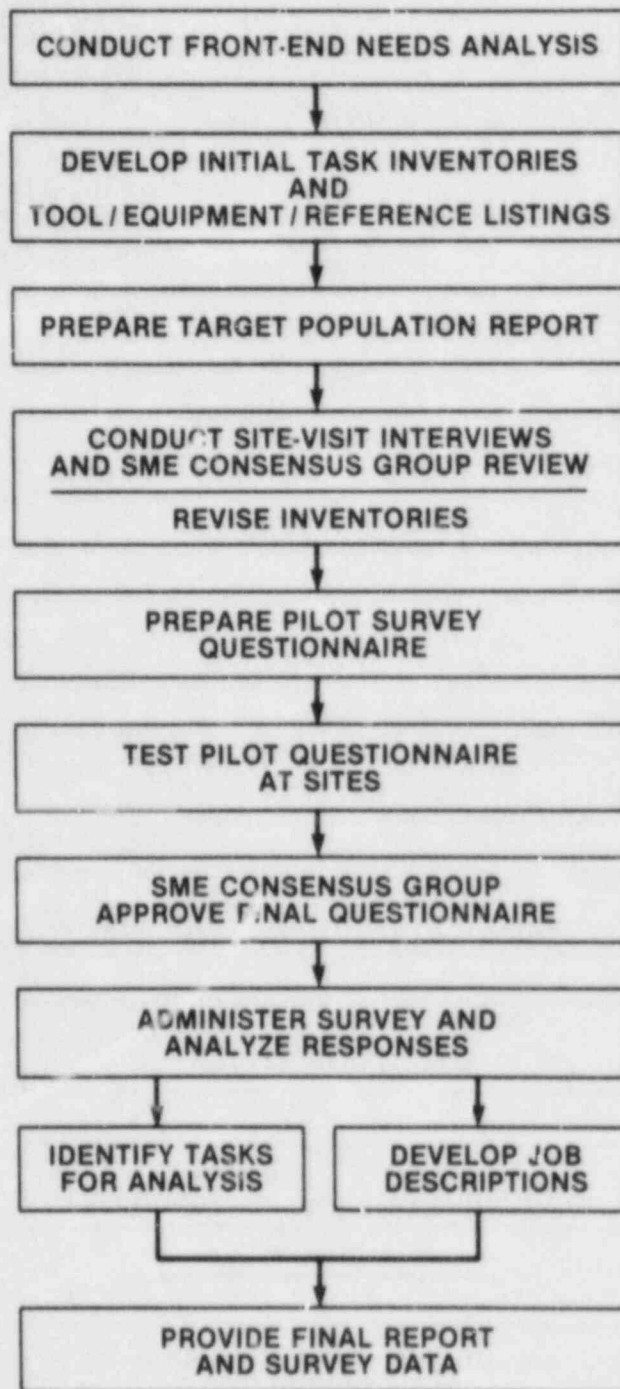 CONDUCT FRONT-END NEEDS ANALYSIS
DEVELOP INITIAL TASK INVENTORIES
AND
TOOL/EQUIPMENT/REFERENCE LISTINGS
PREPARE TARGET POPULATION REPORT
CONDUCT SITE-VISIT INTERVIEWS
AND SME CONSENSUS GROUP REVIEW
REVISE INVENTORIES
PREPARE PILOT SURVEY
QUESTIONNAIRE
TEST PILOT QUESTIONNAIRE
AT SITES
SME CONSENSUS GROUP
APPROVE FINAL QUESTIONNAIRE
ADMINISTER SURVEY AND
ANALYZE RESPONSES
IDENTIFY TASKS
FOR ANALYSIS
DEVELOP JOB
DESCRIPTIONS
PROVIDE FINAL REPORT
AND SURVEY DATA